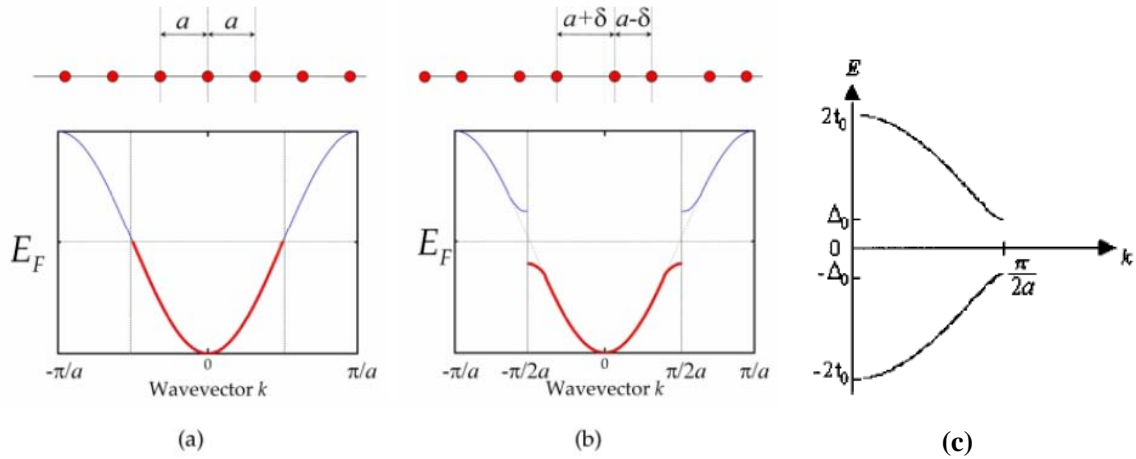 a a
E_F
-π/a 0 π/a
Wavevector k
(a)
a+δ a-δ
E_F
-π/a -π/2a 0 π/2a π/a
Wavevector k
(b)
E
2t₀
Δ₀
0
-Δ₀
-2t₀
k
π/2a
(c)